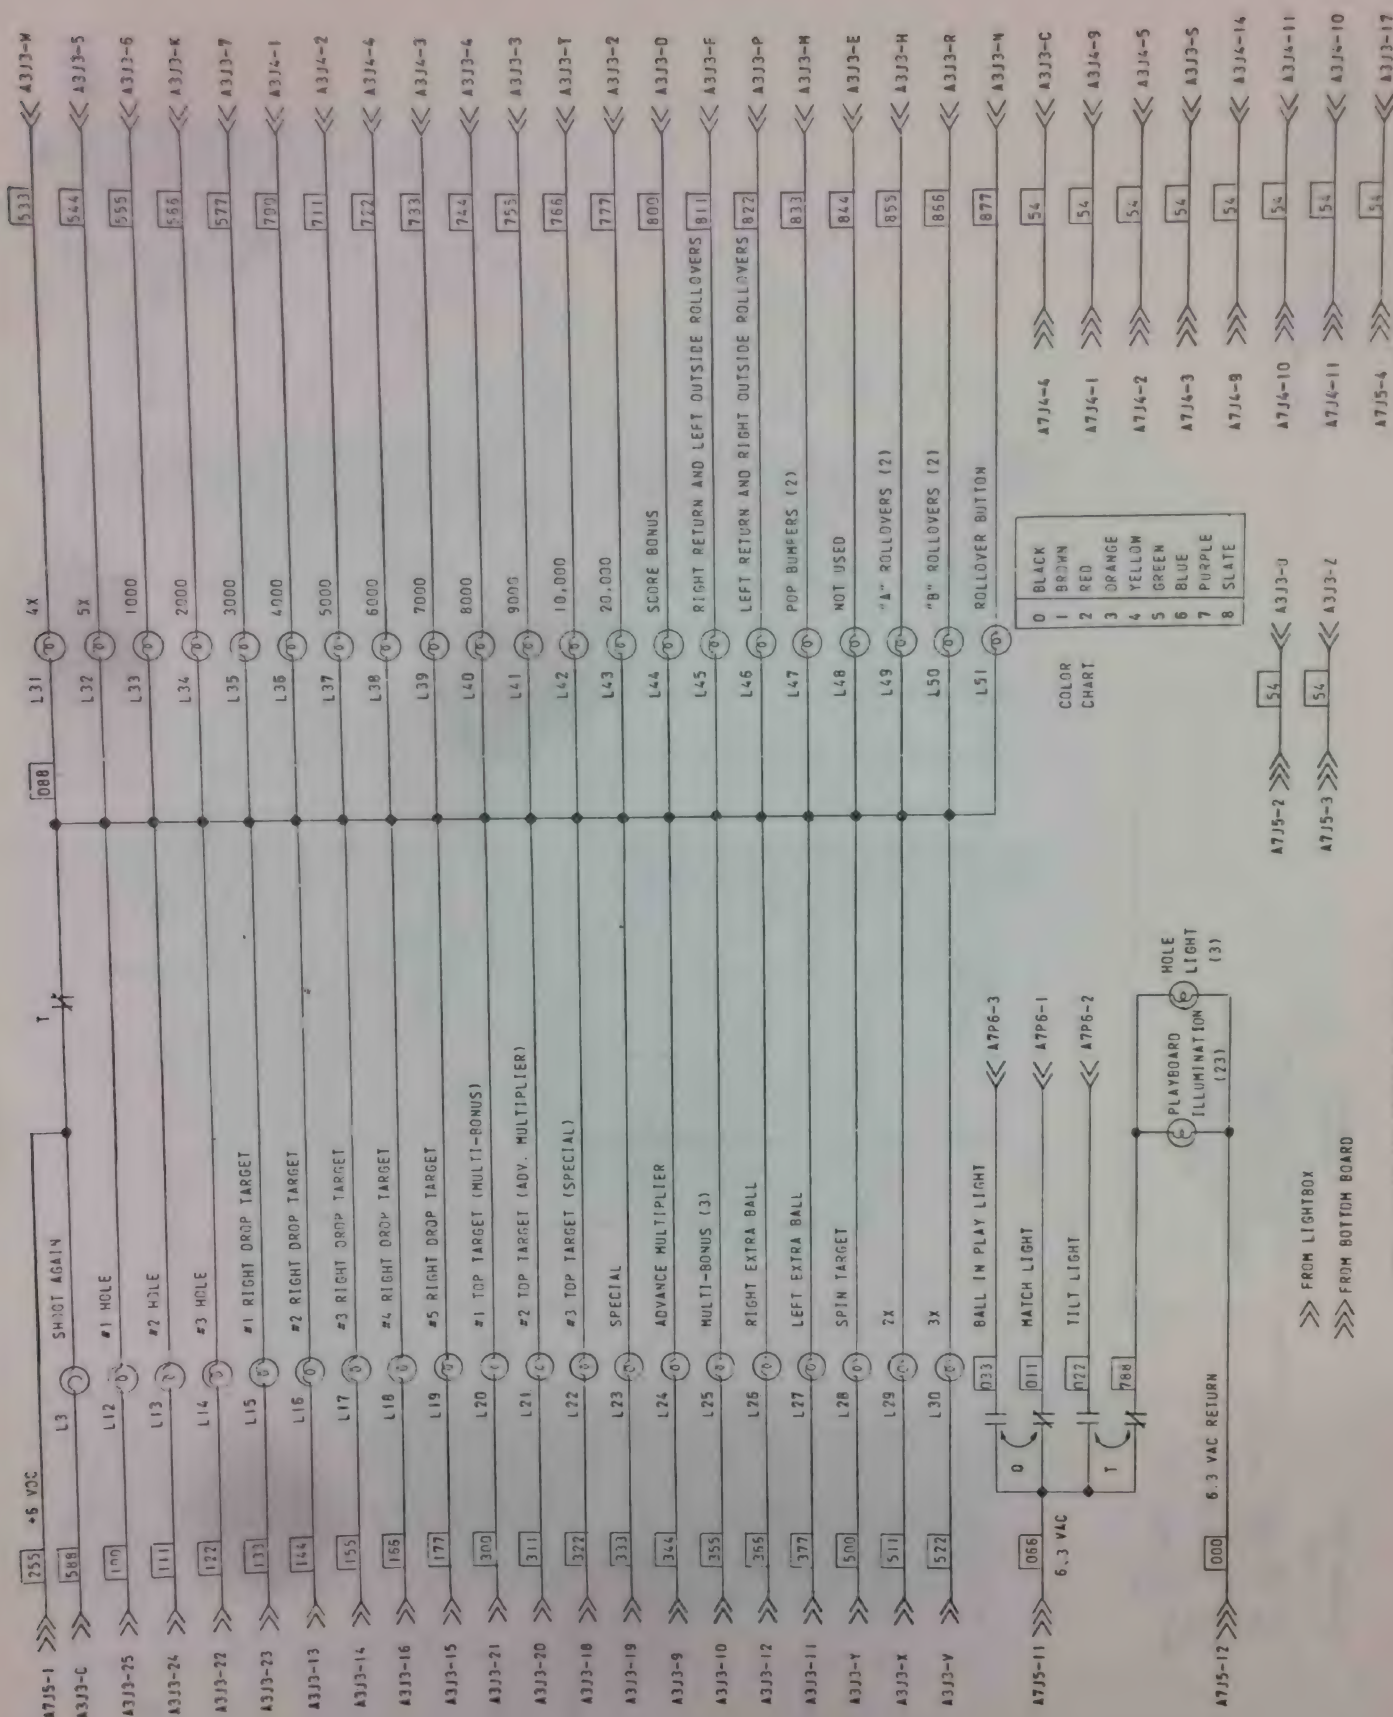 A7J5-1 255 +6 VDC
A3J3-C 588 L3 SHOOT AGAIN
T
A3J3-25 100 L12 #1 HOLE
A3J3-24 111 L13 #2 HOLE
A3J3-22 122 L14 #3 HOLE
A3J3-23 133 L15 #1 RIGHT DROP TARGET
A3J3-13 144 L16 #2 RIGHT DROP TARGET
A3J3-14 155 L17 #3 RIGHT DROP TARGET
A3J3-16 166 L18 #4 RIGHT DROP TARGET
A3J3-15 177 L19 #5 RIGHT DROP TARGET
A3J3-21 300 L20 #1 TOP TARGET (MULTI-BONUS)
A3J3-20 311 L21 #2 TOP TARGET (ADV. MULTIPLIER)
A3J3-18 322 L22 #3 TOP TARGET (SPECIAL)
A3J3-19 333 L23 SPECIAL
A3J3-9 344 L24 ADVANCE MULTIPLIER
A3J3-10 355 L25 MULTI-BONUS (3)
A3J3-12 366 L26 RIGHT EXTRA BALL
A3J3-11 377 L27 LEFT EXTRA BALL
A3J3-Y 500 L28 SPIN TARGET
A3J3-X 511 L29 2X
A3J3-V 522 L30 3X
088
L31 4X 533 A3J3-W
L32 5X 544 A3J3-5
L33 1000 555 A3J3-6
L34 2000 566 A3J3-K
L35 3000 577 A3J3-7
L36 4000 700 A3J4-1
L37 5000 711 A3J4-2
L38 6000 722 A3J4-4
L39 7000 733 A3J4-3
L40 8000 744 A3J3-4
L41 9000 755 A3J3-3
L42 10,000 766 A3J3-T
L43 20,000 777 A3J3-2
L44 SCORE BONUS 800 A3J3-D
L45 RIGHT RETURN AND LEFT OUTSIDE ROLLOVERS 811 A3J3-F
L46 LEFT RETURN AND RIGHT OUTSIDE ROLLOVERS 822 A3J3-P
L47 POP BUMPERS (2) 833 A3J3-M
L48 NOT USED 844 A3J3-E
L49 "A" ROLLOVERS (2) 855 A3J3-H
L50 "B" ROLLOVERS (2) 866 A3J3-R
L51 ROLLOVER BUTTON 877 A3J3-N
A7J5-11 066
6.3 VAC
Q
T
033 BALL IN PLAY LIGHT A7P6-3
011 MATCH LIGHT A7P6-1
022 TILT LIGHT A7P6-2
788
PLAYBOARD
ILLUMINATION
(23)
HOLE
LIGHT
(3)
A7J5-12 000 6.3 VAC RETURN
FROM LIGHTBOX
FROM BOTTOM BOARD
COLOR
CHART
0 BLACK
1 BROWN
2 RED
3 ORANGE
4 YELLOW
5 GREEN
6 BLUE
7 PURPLE
8 SLATE
A7J5-2 54 A3J3-U
A7J5-3 54 A3J3-Z
A7J4-4 54 A3J3-C
A7J4-1 54 A3J4-9
A7J4-2 54 A3J4-5
A7J4-3 54 A3J3-S
A7J4-9 54 A3J4-14
A7J4-10 54 A3J4-11
A7J4-11 54 A3J4-10
A7J5-4 54 A3J3-17